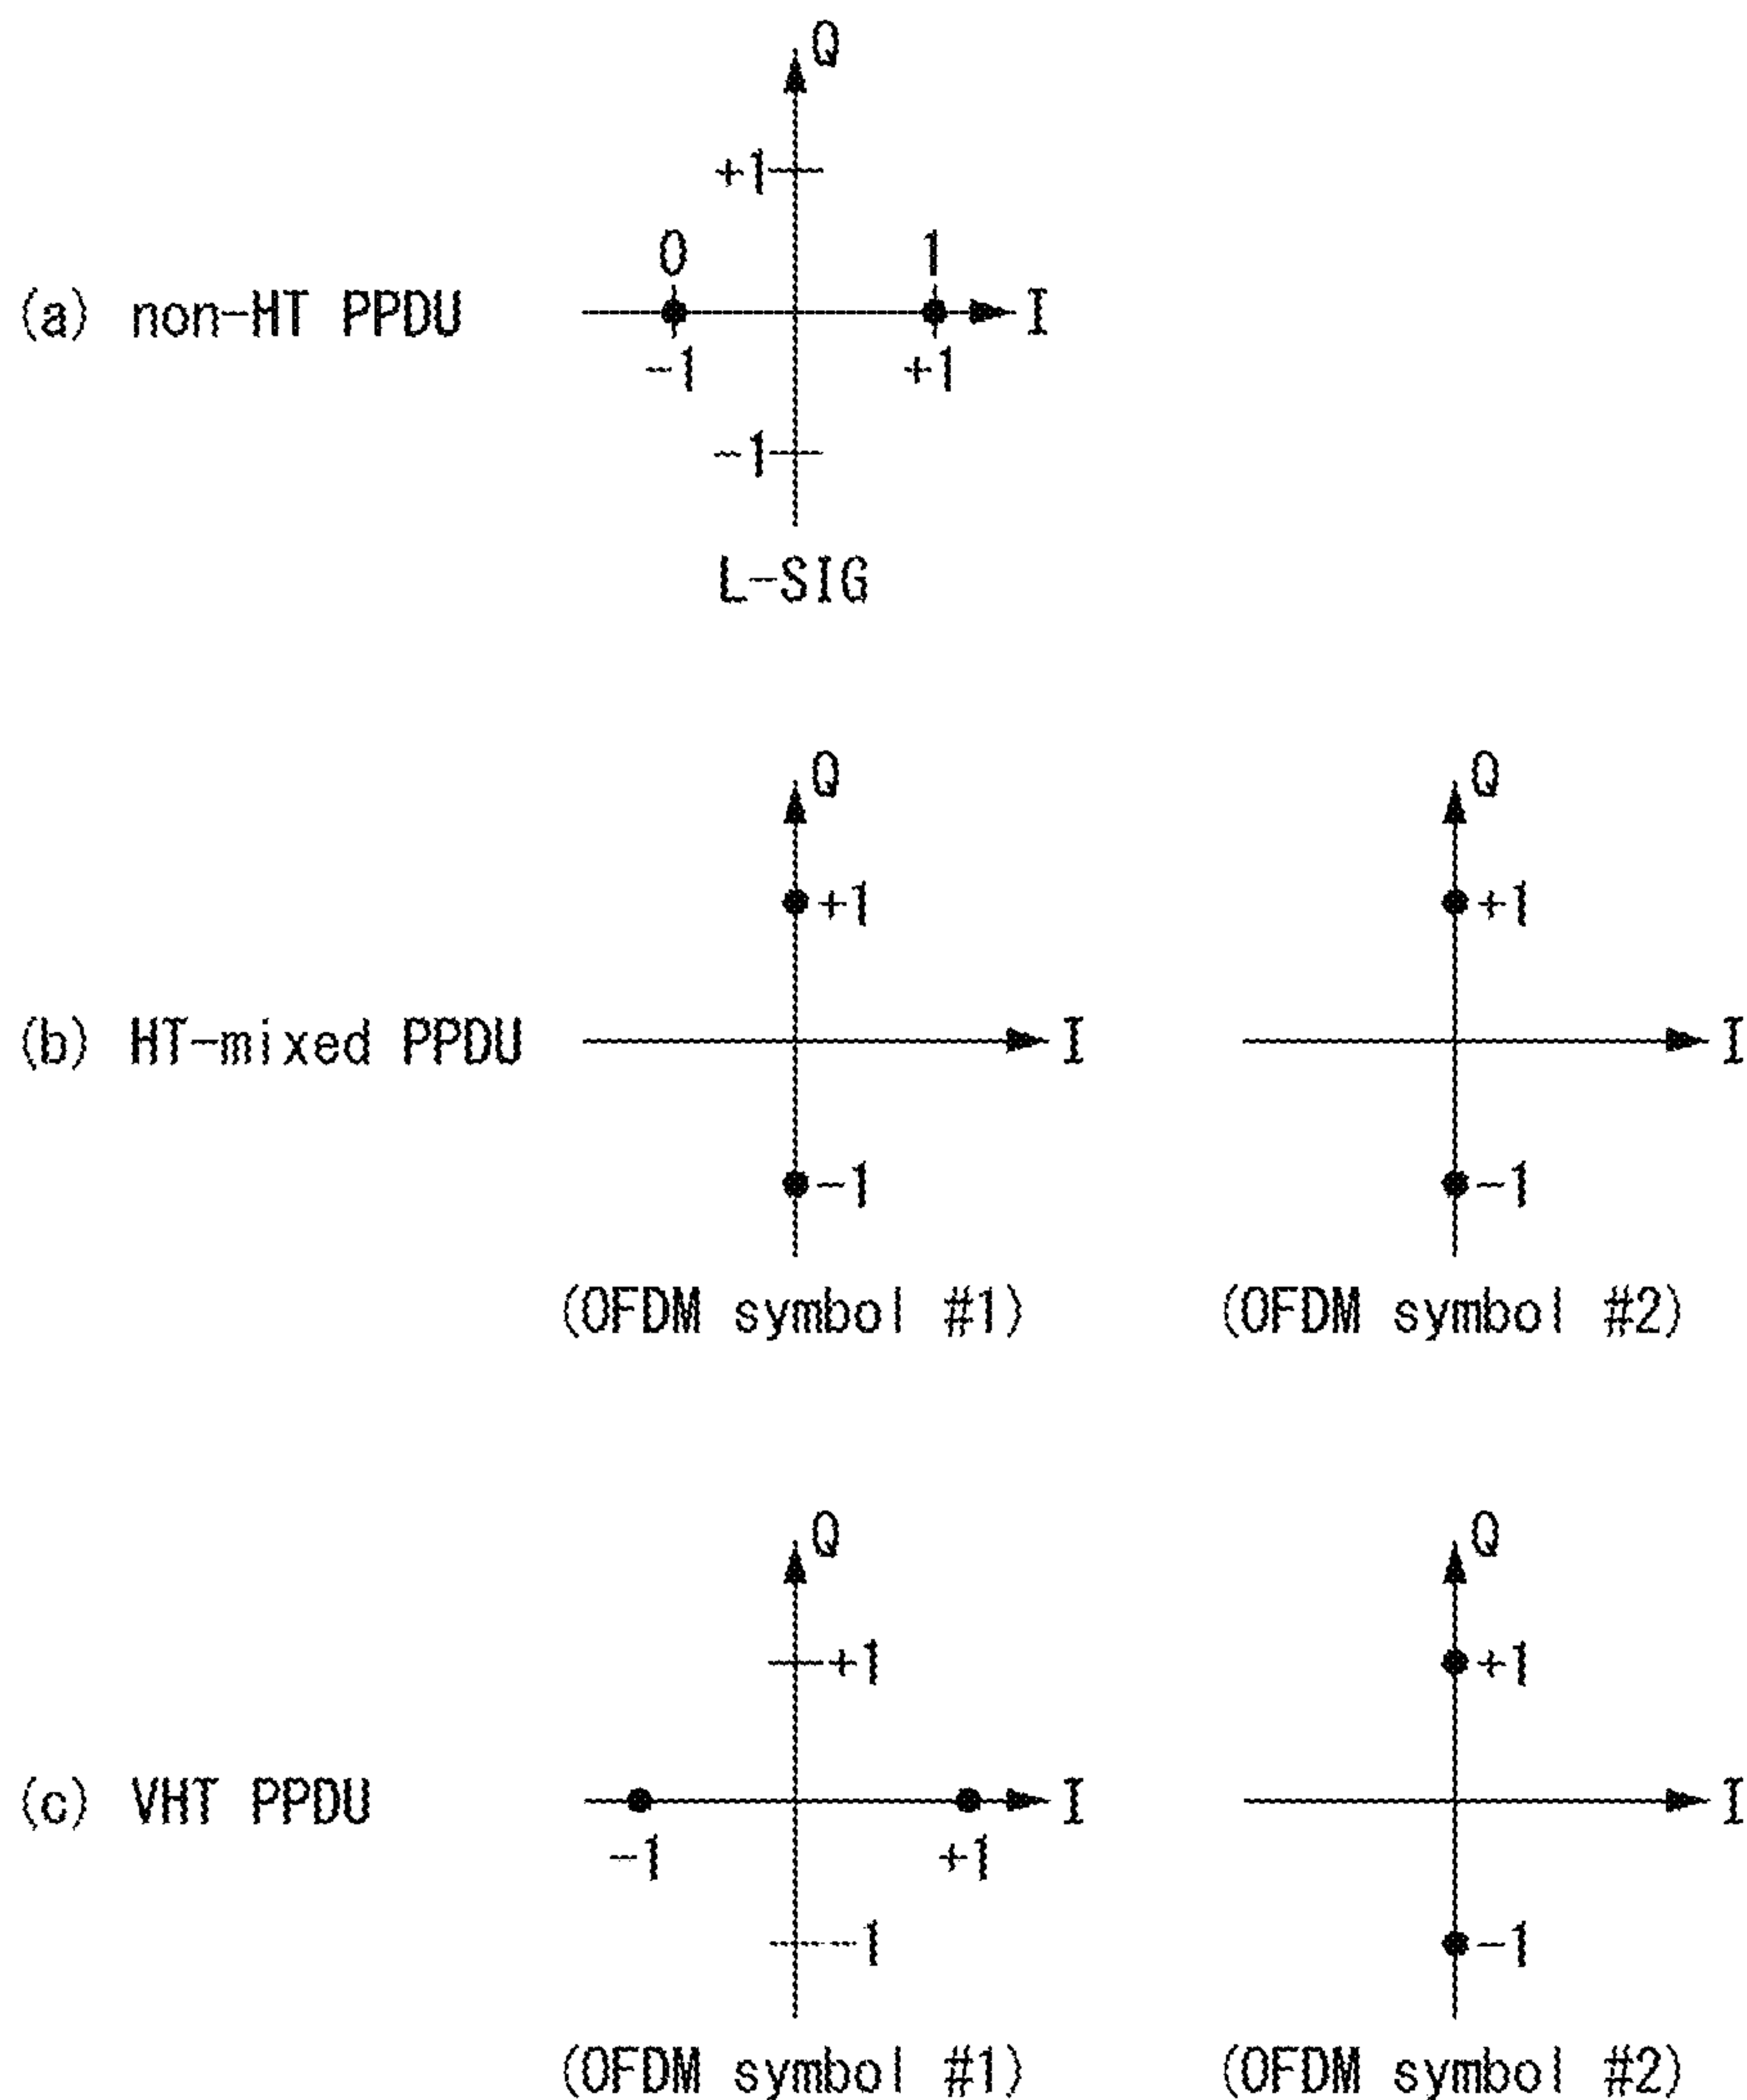 Q
+1
0 1
(a) non-HT PPDU I
-1 +1
-1
L-SIG
Q Q
+1 +1
(b) HT-mixed PPDU I I
-1 -1
(OFDM symbol #1) (OFDM symbol #2)
Q Q
+1 +1
(c) VHT PPDU I I
-1 +1
-1 -1
(OFDM symbol #1) (OFDM symbol #2)